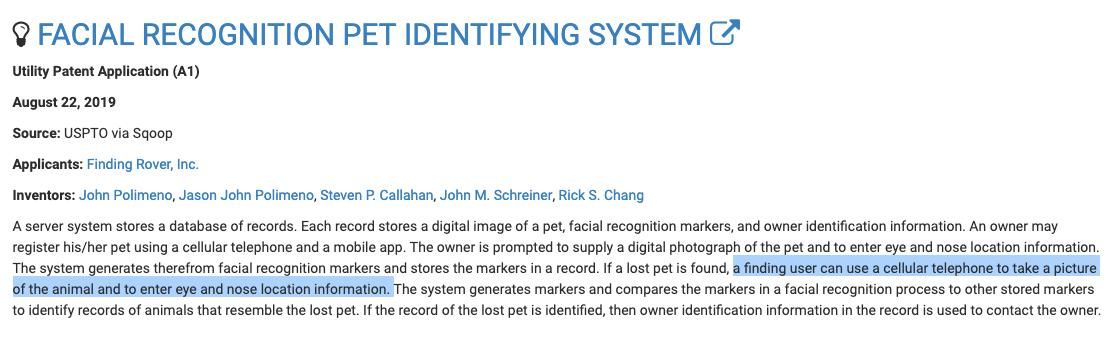 FACIAL RECOGNITION PET IDENTIFYING SYSTEM
Utility Patent Application (A1)
August 22, 2019
Source: USPTO via Sqoop
Applicants: Finding Rover, Inc.
Inventors: John Polimeno, Jason John Polimeno, Steven P. Callahan, John M. Schreiner, Rick S. Chang
A server system stores a database of records. Each record stores a digital image of a pet, facial recognition markers, and owner identification information. An owner may
register his/her pet using a cellular telephone and a mobile app. The owner is prompted to supply a digital photograph of the pet and to enter eye and nose location information.
The system generates therefrom facial recognition markers and stores the markers in a record. If a lost pet is found, a finding user can use a cellular telephone to take a picture
of the animal and to enter eye and nose location information. The system generates markers and compares the markers in a facial recognition process to other stored markers
to identify records of animals that resemble the lost pet. If the record of the lost pet is identified, then owner identification information in the record is used to contact the owner.